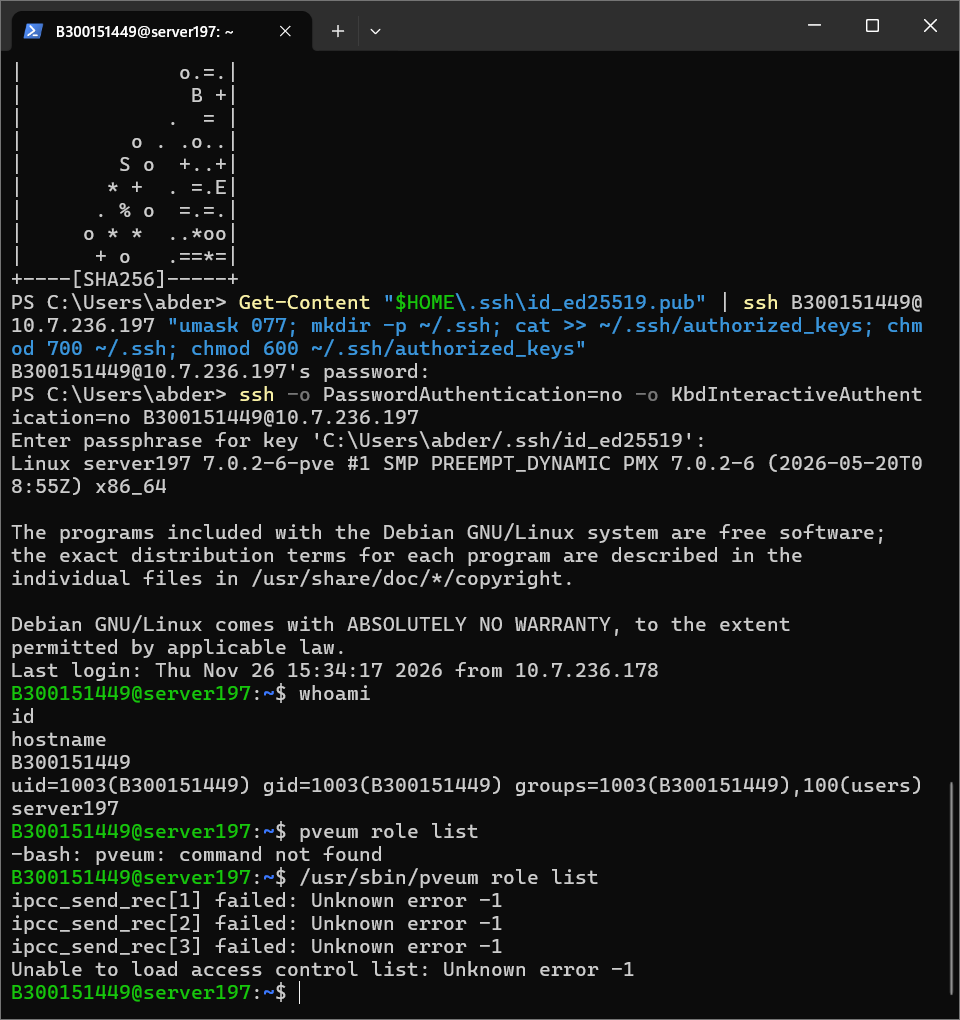 B300151449@server197: ~
|              o.=.|
|               B +|
|             .  = |
|          o . .o..|
|         S o  +..+|
|        * +  . =.E|
|       . % o  =.=.|
|      o * *  ..*oo|
|       + o   .==*=|
+----[SHA256]-----+
PS C:\Users\abder> Get-Content "$HOME\.ssh\id_ed25519.pub" | ssh B300151449@
10.7.236.197 "umask 077; mkdir -p ~/.ssh; cat >> ~/.ssh/authorized_keys; chm
od 700 ~/.ssh; chmod 600 ~/.ssh/authorized_keys"
B300151449@10.7.236.197's password:
PS C:\Users\abder> ssh -o PasswordAuthentication=no -o KbdInteractiveAuthent
ication=no B300151449@10.7.236.197
Enter passphrase for key 'C:\Users\abder/.ssh/id_ed25519':
Linux server197 7.0.2-6-pve #1 SMP PREEMPT_DYNAMIC PMX 7.0.2-6 (2026-05-20T0
8:55Z) x86_64
The programs included with the Debian GNU/Linux system are free software;
the exact distribution terms for each program are described in the
individual files in /usr/share/doc/*/copyright.
Debian GNU/Linux comes with ABSOLUTELY NO WARRANTY, to the extent
permitted by applicable law.
Last login: Thu Nov 26 15:34:17 2026 from 10.7.236.178
B300151449@server197:~$ whoami
id
hostname
B300151449
uid=1003(B300151449) gid=1003(B300151449) groups=1003(B300151449),100(users)
server197
B300151449@server197:~$ pveum role list
-bash: pveum: command not found
B300151449@server197:~$ /usr/sbin/pveum role list
ipcc_send_rec[1] failed: Unknown error -1
ipcc_send_rec[2] failed: Unknown error -1
ipcc_send_rec[3] failed: Unknown error -1
Unable to load access control list: Unknown error -1
B300151449@server197:~$